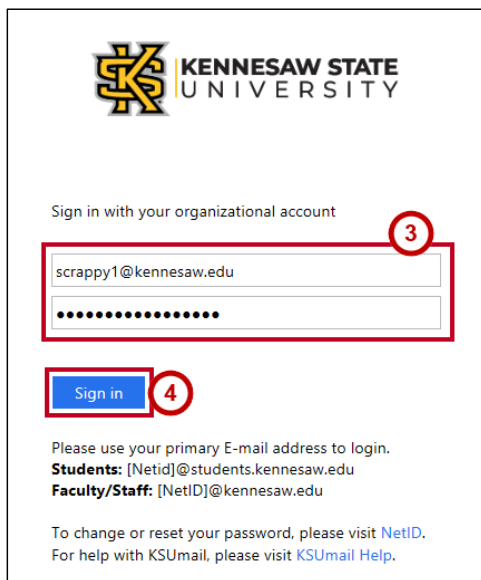 KENNESAW STATE
UNIVERSITY
Sign in with your organizational account
3
scrappy1@kennesaw.edu
•••••••••••••••••
Sign in
4
Please use your primary E-mail address to login.
Students: [Netid]@students.kennesaw.edu
Faculty/Staff: [NetID]@kennesaw.edu
To change or reset your password, please visit NetID.
For help with KSUmail, please visit KSUmail Help.